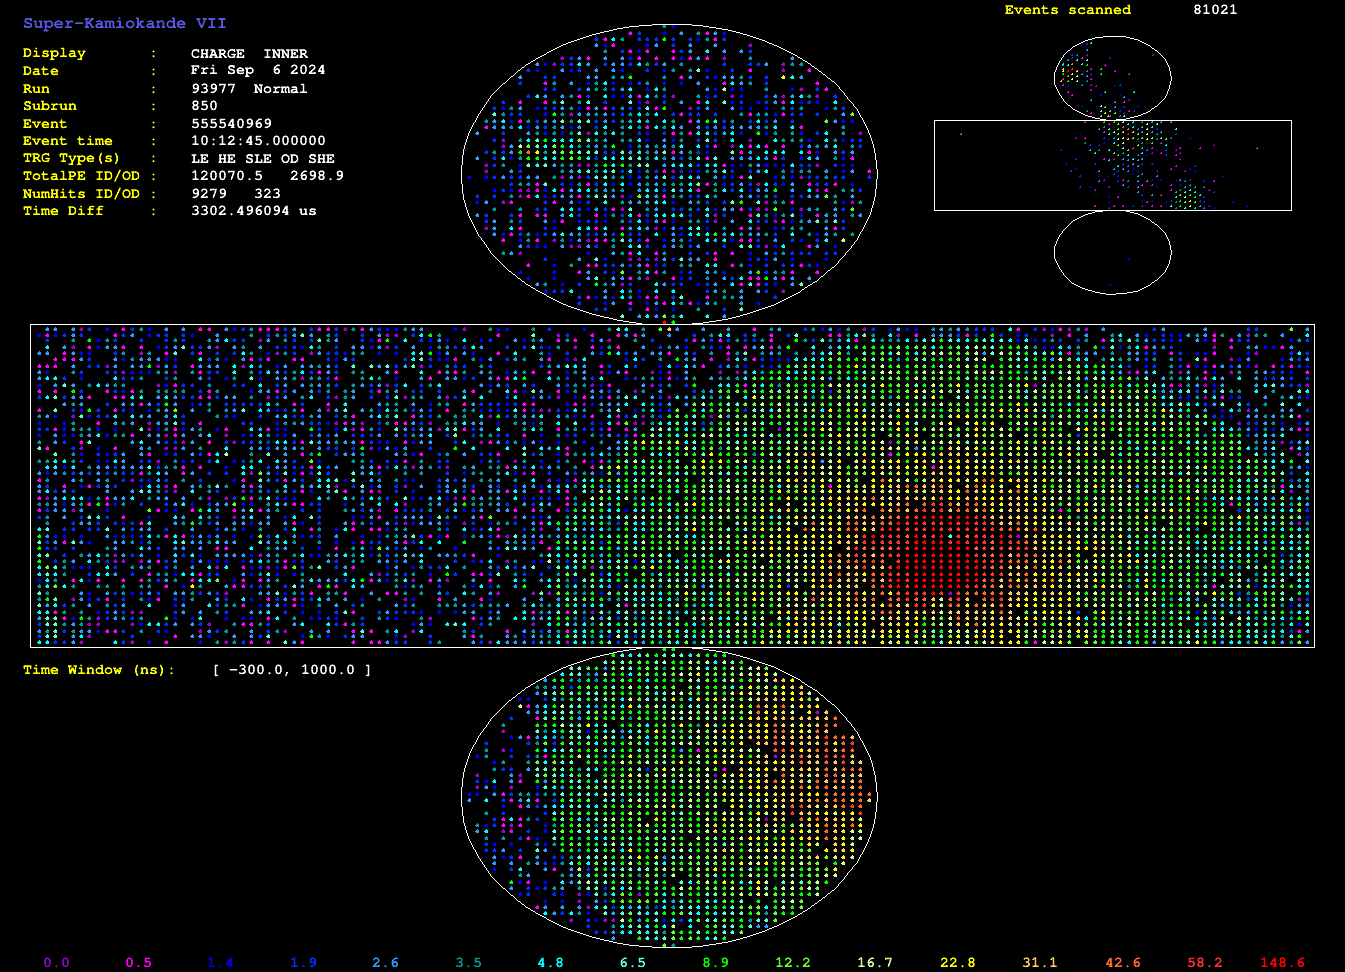 Super-Kamiokande VII
Display : CHARGE INNER
Date : Fri Sep 6 2024
Run : 93977 Normal
Subrun : 850
Event : 555540969
Event time : 10:12:45.000000
TRG Type(s) : LE HE SLE OD SHE
TotalPE ID/OD : 120070.5 2698.9
NumHits ID/OD : 9279 323
Time Diff : 3302.496094 us
Events scanned 81021
Time Window (ns): [ -300.0, 1000.0 ]
0.0 0.5 1.4 1.9 2.6 3.5 4.8 6.5 8.9 12.2 16.7 22.8 31.1 42.6 58.2 148.6